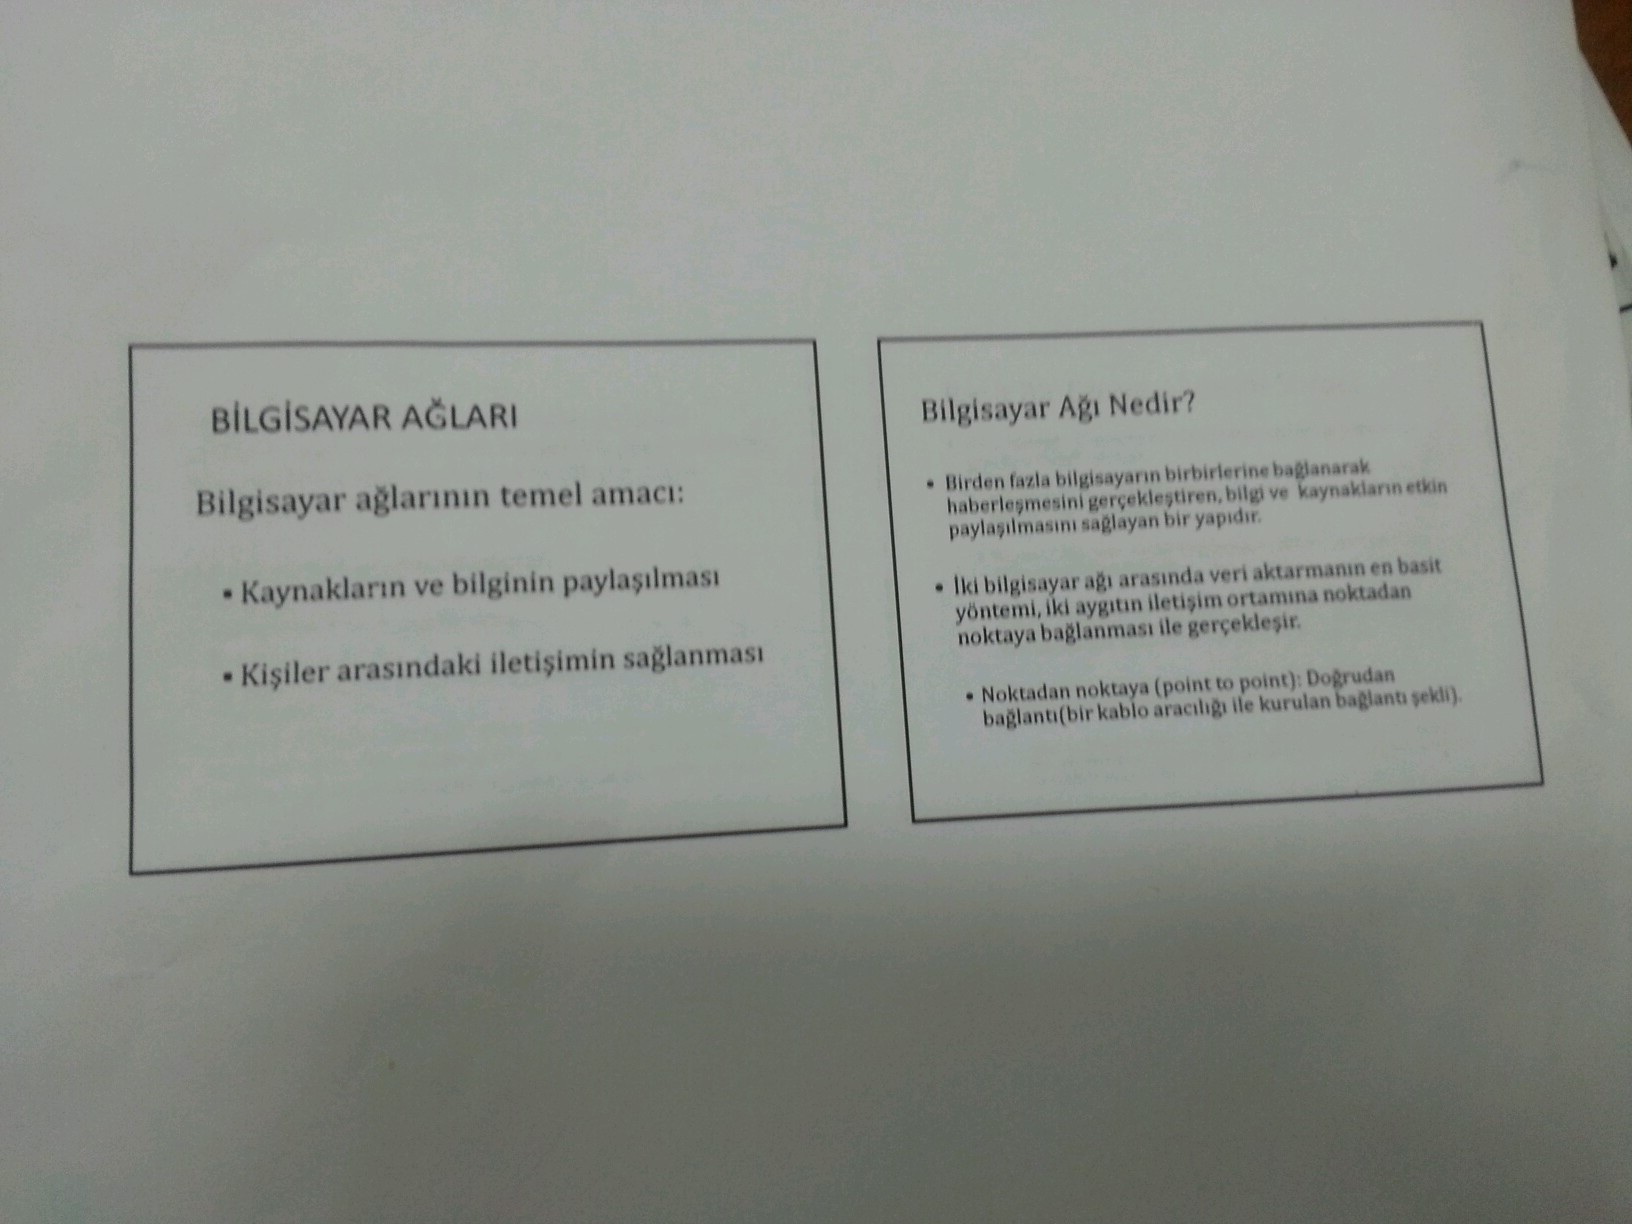 BİLGİSAYAR AĞLARI
Bilgisayar ağlarının temel amacı:
▪ Kaynakların ve bilginin paylaşılması
▪ Kişiler arasındaki iletişimin sağlanması
Bilgisayar Ağı Nedir?
• Birden fazla bilgisayarın birbirlerine bağlanarak
haberleşmesini gerçekleştiren, bilgi ve kaynakların etkin
paylaşılmasını sağlayan bir yapıdır.
• İki bilgisayar ağı arasında veri aktarmanın en basit
yöntemi, iki aygıtın iletişim ortamına noktadan
noktaya bağlanması ile gerçekleşir.
• Noktadan noktaya (point to point): Doğrudan
bağlantı(bir kablo aracılığı ile kurulan bağlantı şekli).